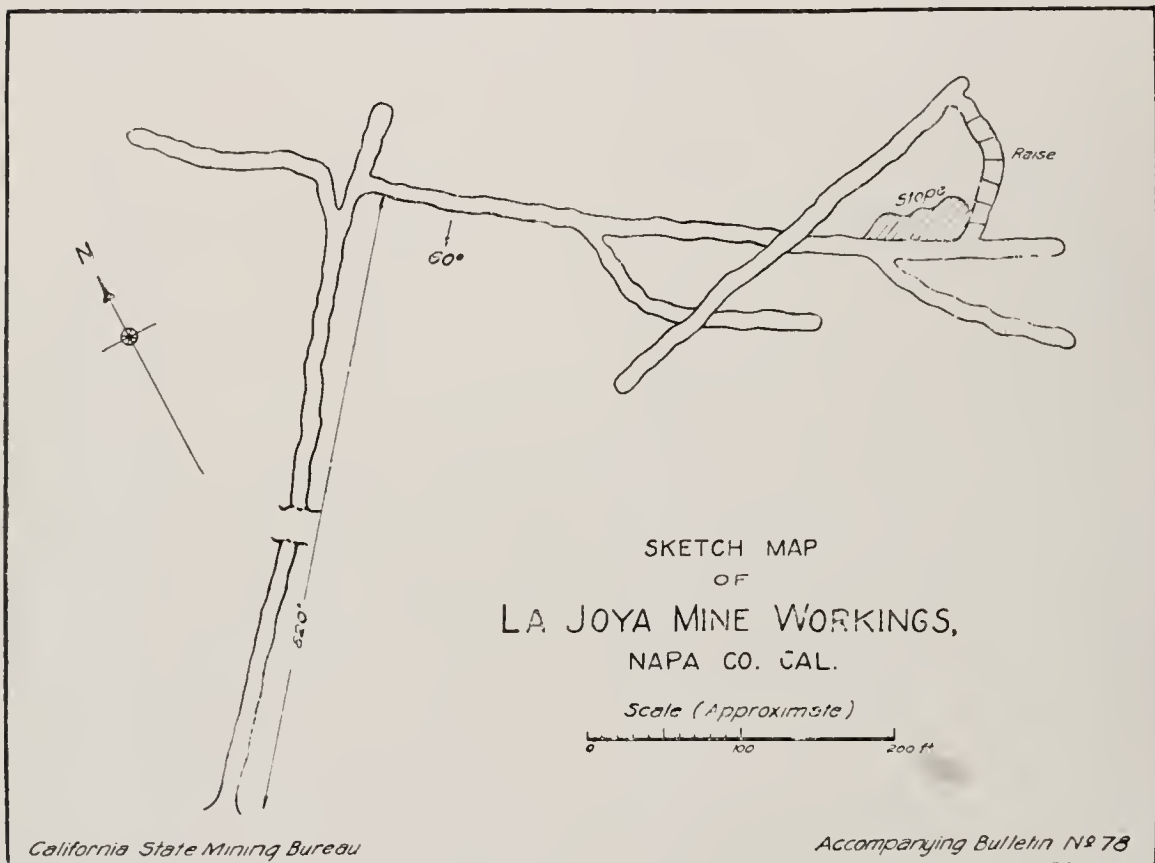 Raise
Stope
N
60°
620'
SKETCH MAP
OF
LA JOYA MINE WORKINGS,
NAPA CO. CAL.
Scale (Approximate)
0 100 200 ft
California State Mining Bureau
Accompanying Bulletin Nº 78